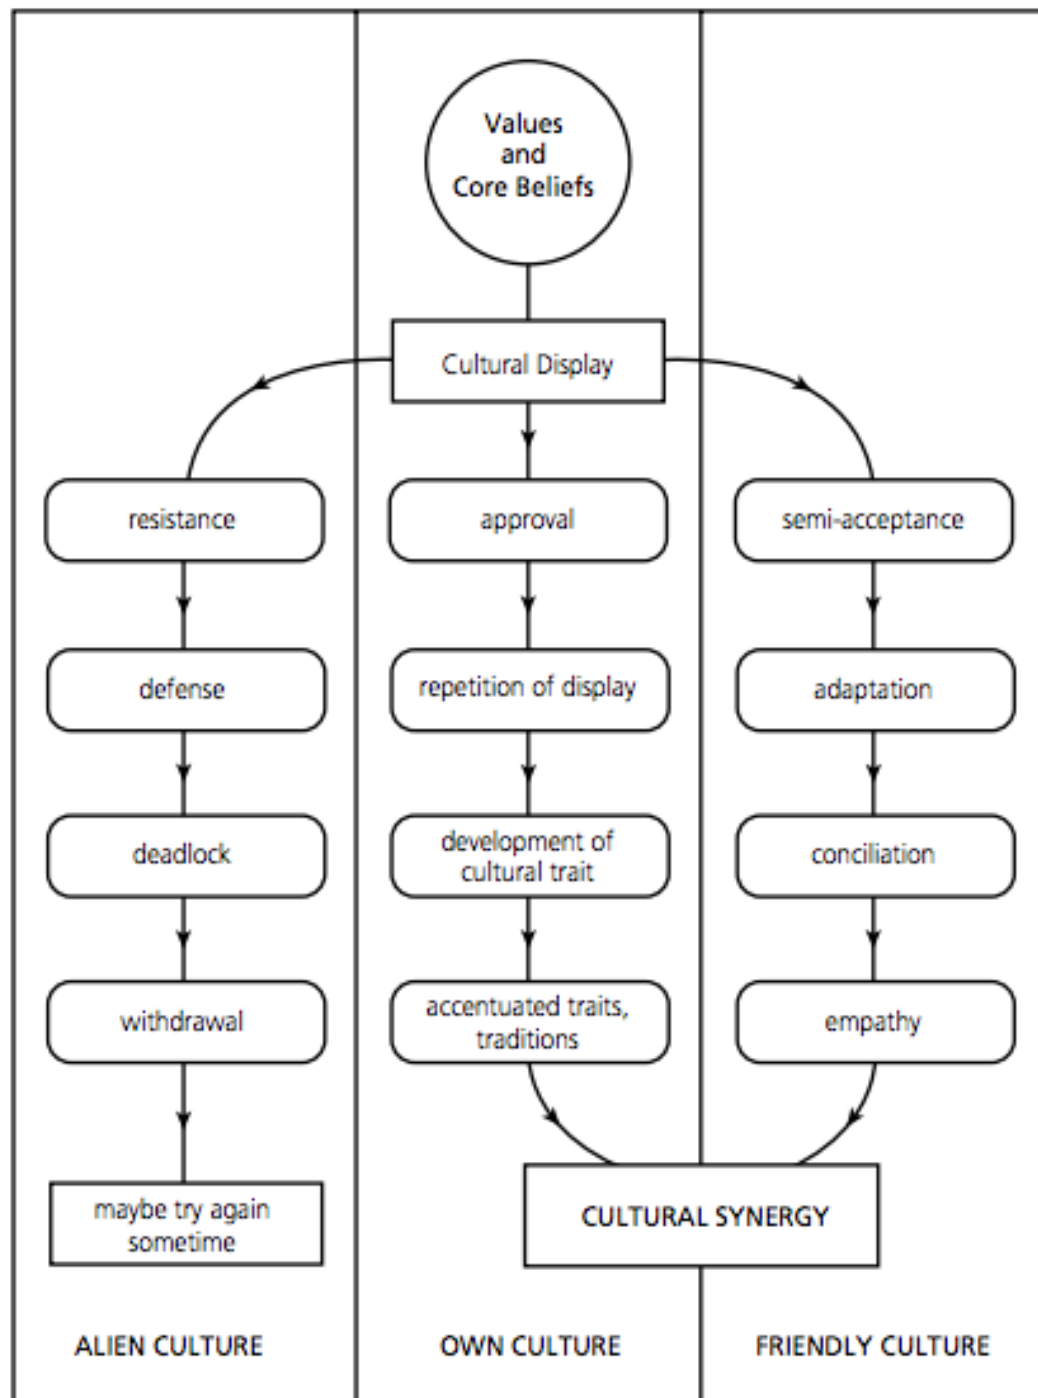 Values
and
Core Beliefs
Cultural Display
resistance
approval
semi-acceptance
defense
repetition of display
adaptation
deadlock
development of
cultural trait
conciliation
withdrawal
accentuated traits,
traditions
empathy
maybe try again
sometime
CULTURAL SYNERGY
ALIEN CULTURE
OWN CULTURE
FRIENDLY CULTURE